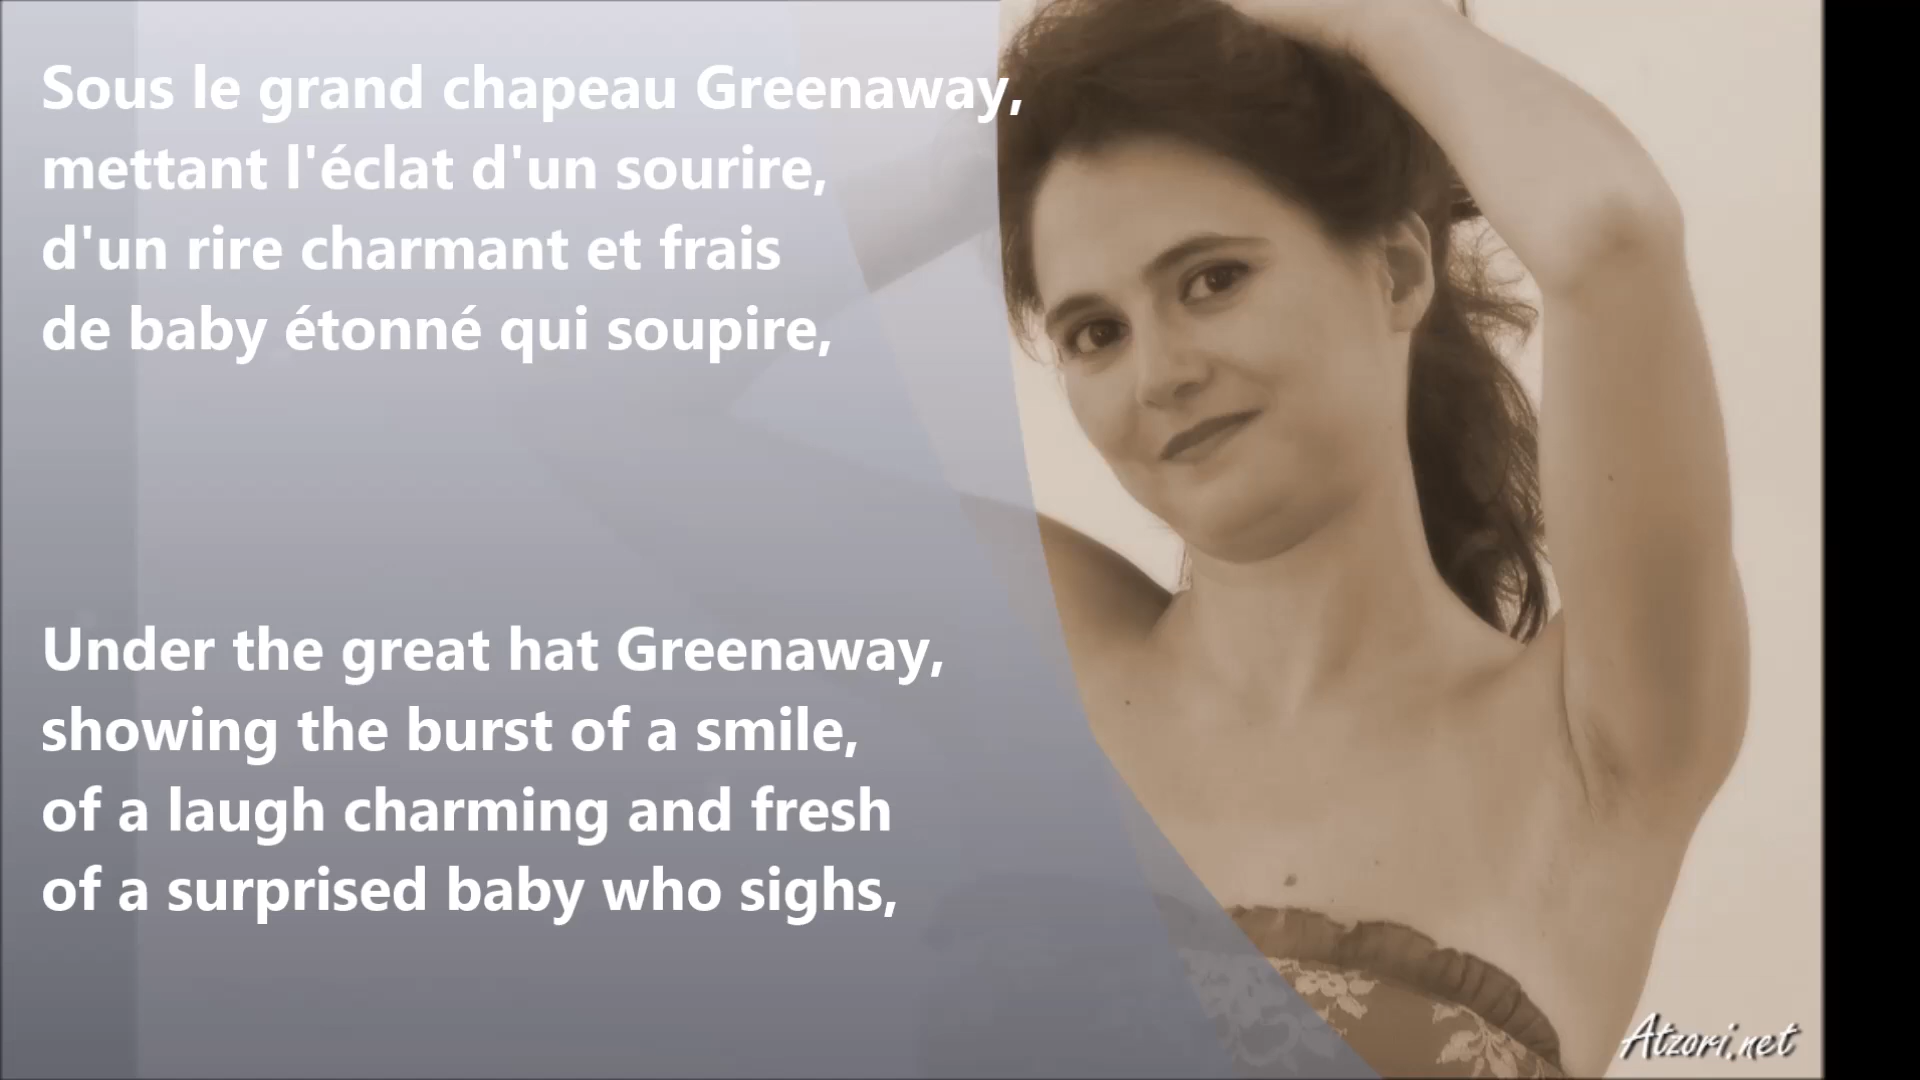 Sous le grand chapeau Greenaway,
mettant l'éclat d'un sourire,
d'un rire charmant et frais
de baby étonné qui soupire,
Under the great hat Greenaway,
showing the burst of a smile,
of a laugh charming and fresh
of a surprised baby who sighs,
Atzori.net